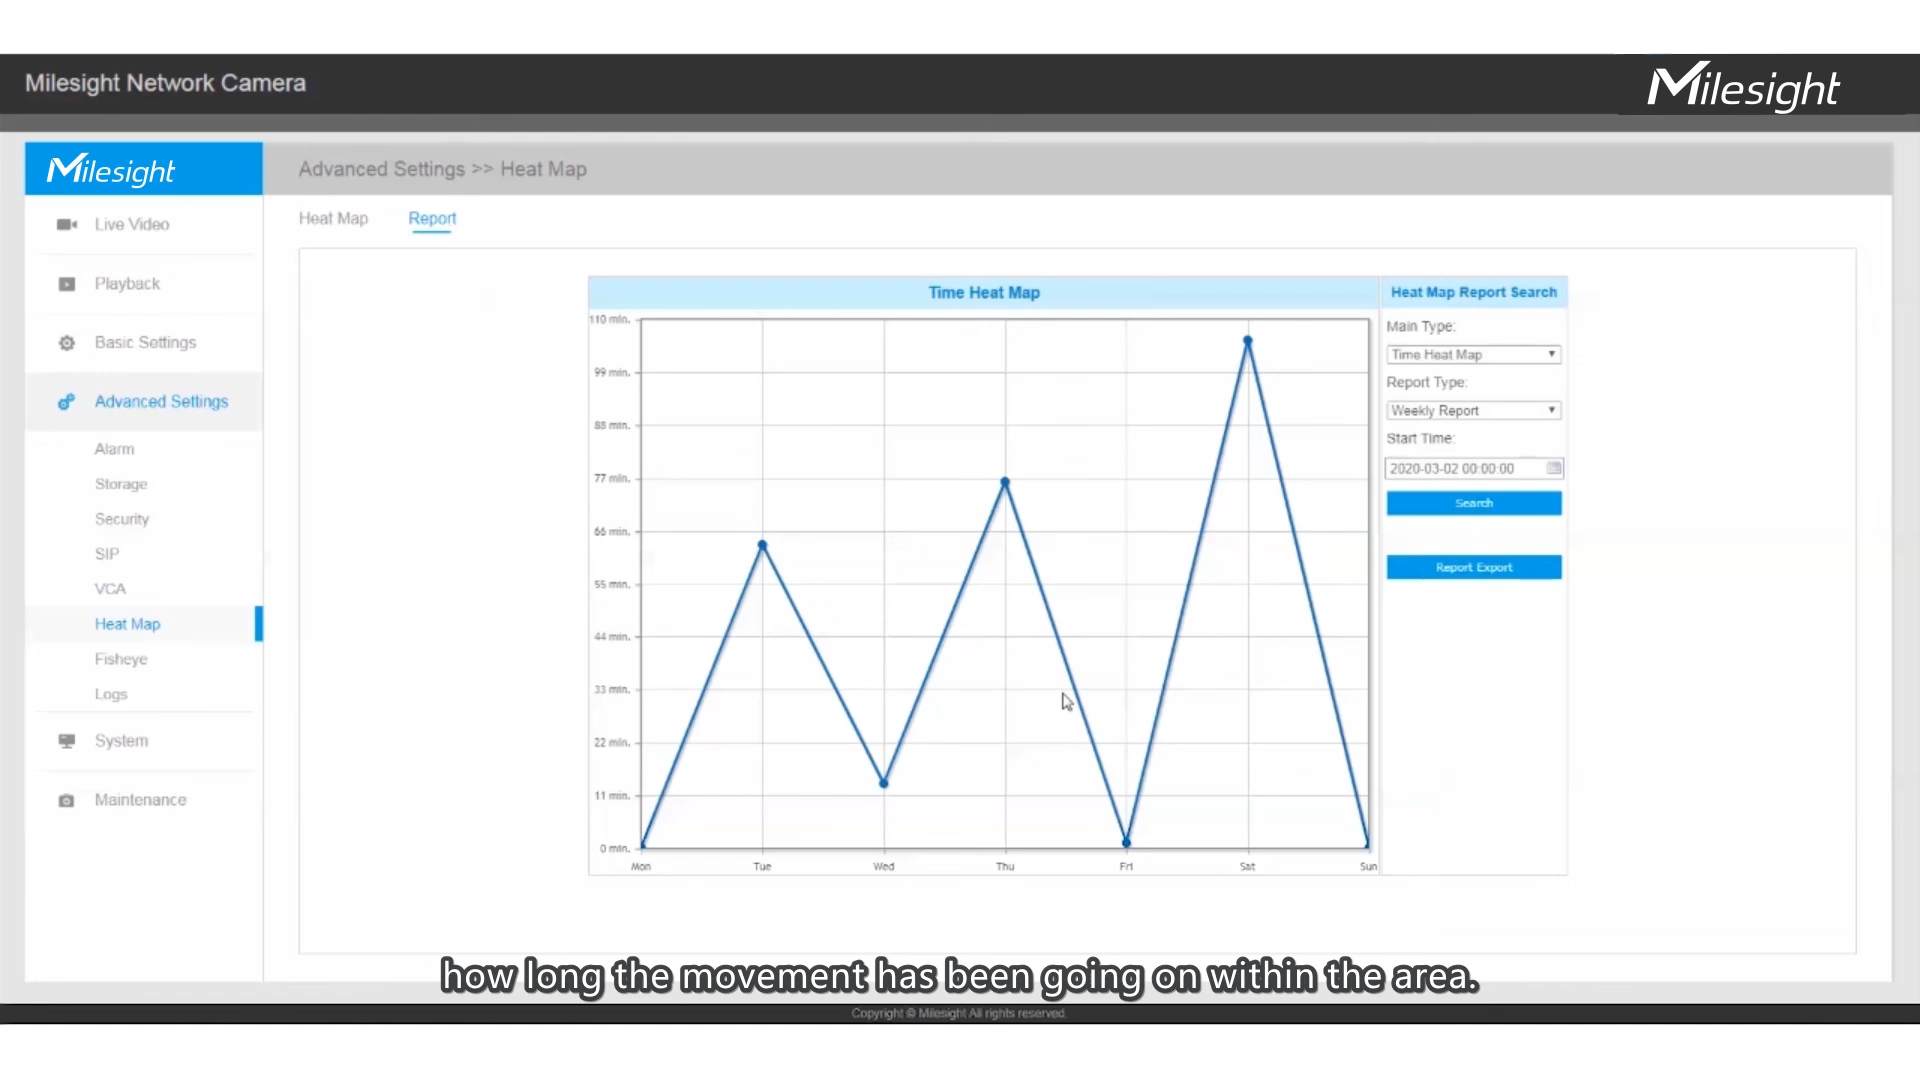 Milesight Network Camera
Milesight
Milesight
Advanced Settings >> Heat Map
Live Video
Playback
Basic Settings
Advanced Settings
Alarm
Storage
Security
SIP
VCA
Heat Map
Fisheye
Logs
System
Maintenance
Heat Map Report
Time Heat Map
110 min.
99 min.
88 min.
77 min.
66 min.
55 min.
44 min.
33 min.
22 min.
11 min.
0 min.
Mon Tue Wed Thu Fri Sat Sun
Heat Map Report Search
Main Type:
Time Heat Map
Report Type:
Weekly Report
Start Time:
2020-03-02 00:00:00
Search
Report Export
how long the movement has been going on within the area.
Copyright © Milesight All rights reserved.